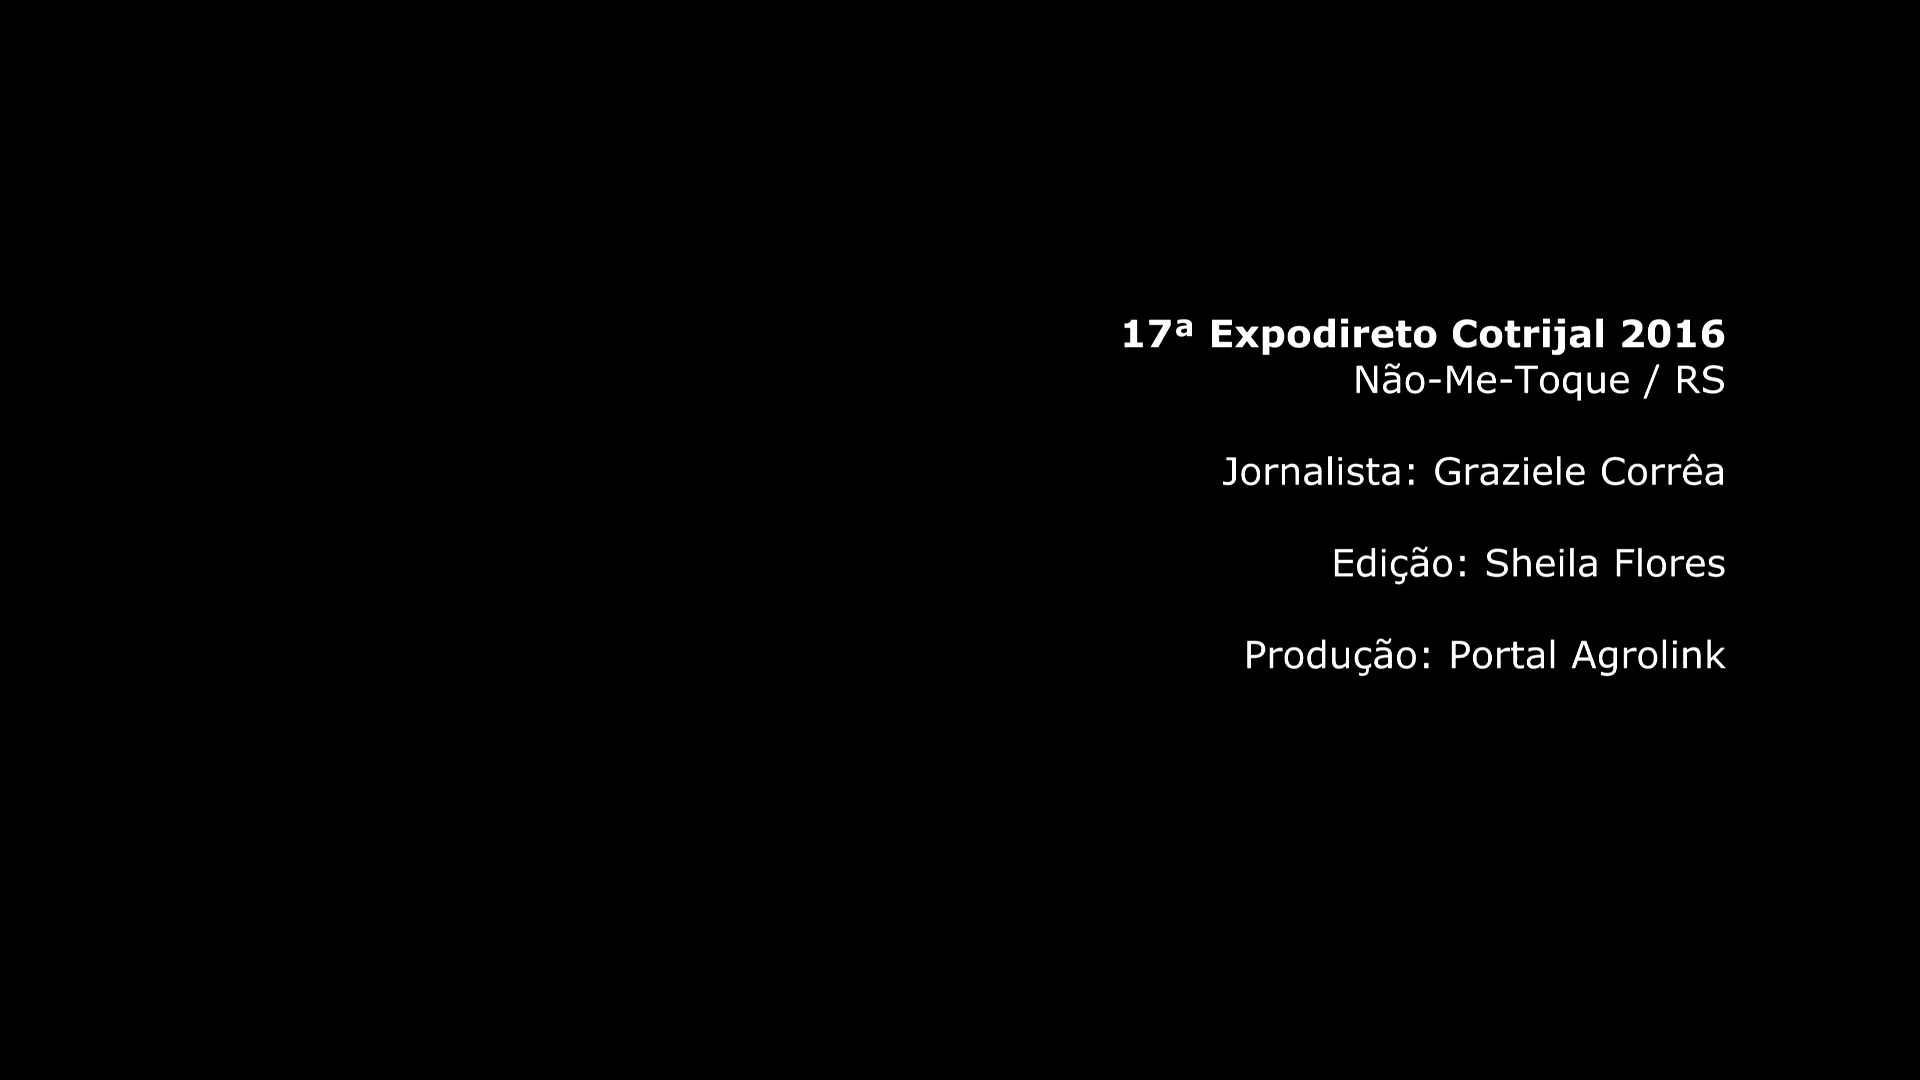 17ª Expodireto Cotrijal 2016
Não-Me-Toque / RS
Jornalista: Graziele Corrêa
Edição: Sheila Flores
Produção: Portal Agrolink